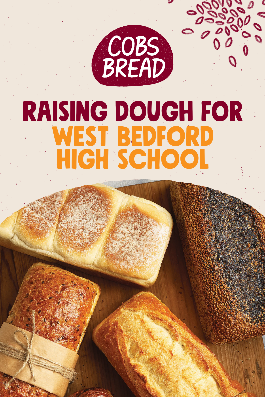 COBS
BREAD
RAISING DOUGH FOR
WEST BEDFORD
HIGH SCHOOL